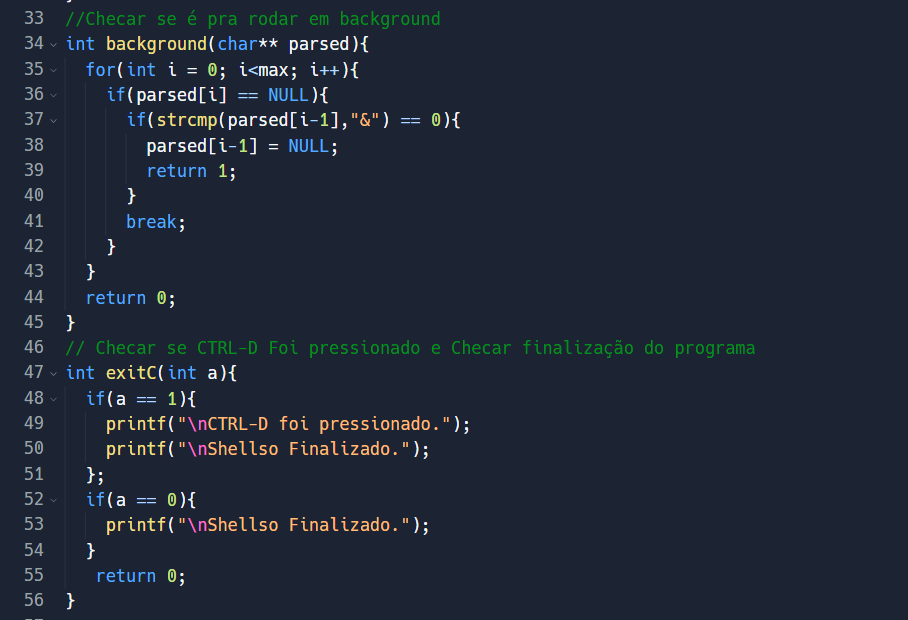 33 //Checar se é pra rodar em background
34 int background(char** parsed){
35 for(int i = 0; i<max; i++){
36 if(parsed[i] == NULL){
37 if(strcmp(parsed[i-1],"&") == 0){
38 parsed[i-1] = NULL;
39 return 1;
40 }
41 break;
42 }
43 }
44 return 0;
45 }
46 // Checar se CTRL-D Foi pressionado e Checar finalização do programa
47 int exitC(int a){
48 if(a == 1){
49 printf("\nCTRL-D foi pressionado.");
50 printf("\nShellso Finalizado.");
51 };
52 if(a == 0){
53 printf("\nShellso Finalizado.");
54 }
55 return 0;
56 }